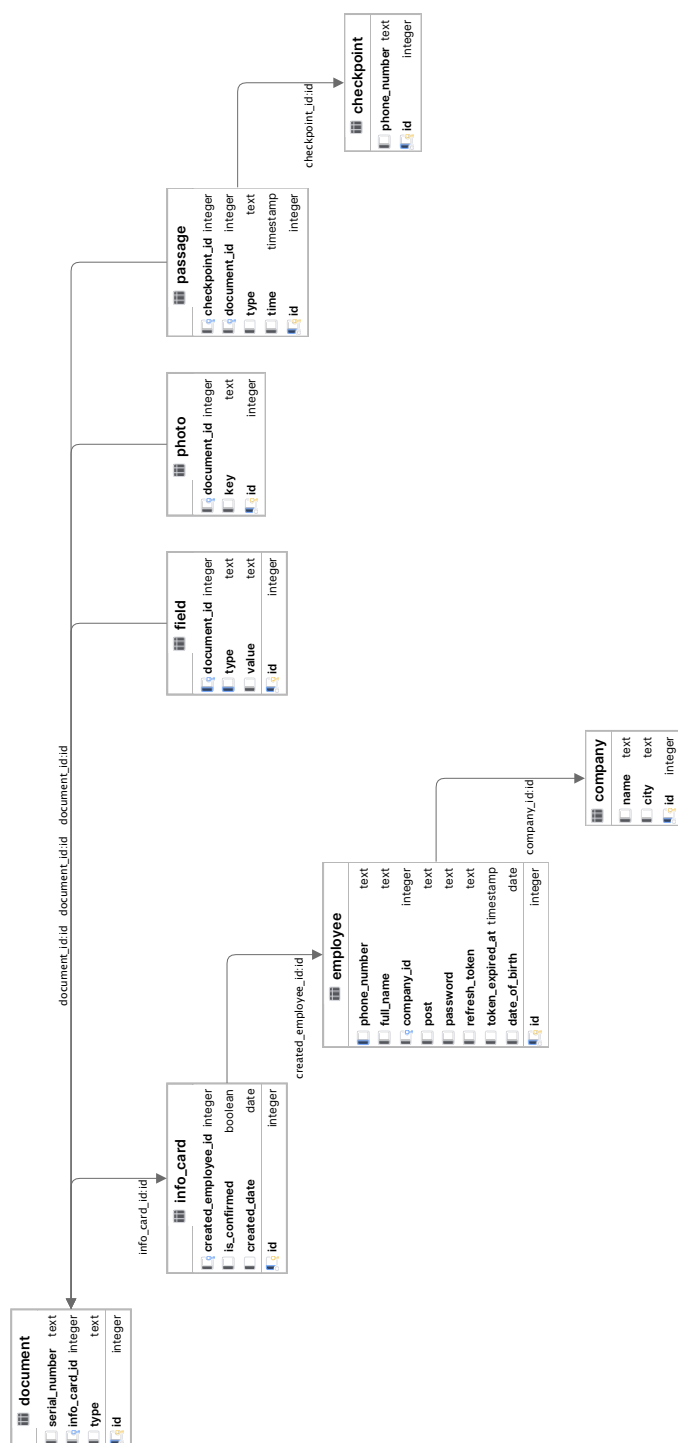 document
serial_number text
info_card_id integer
type text
id integer
info_card_id:id
info_card
created_employee_id integer
is_confirmed boolean
created_date date
id integer
created_employee_id:id
employee
phone_number text
full_name text
company_id integer
post text
password text
refresh_token text
token_expired_at timestamp
date_of_birth date
id integer
company_id:id
company
name text
city text
id integer
document_id:id document_id:id document_id:id
field
document_id integer
type text
value text
id integer
photo
document_id integer
key text
id integer
passage
checkpoint_id integer
document_id integer
type text
time timestamp
id integer
checkpoint_id:id
checkpoint
phone_number text
id integer